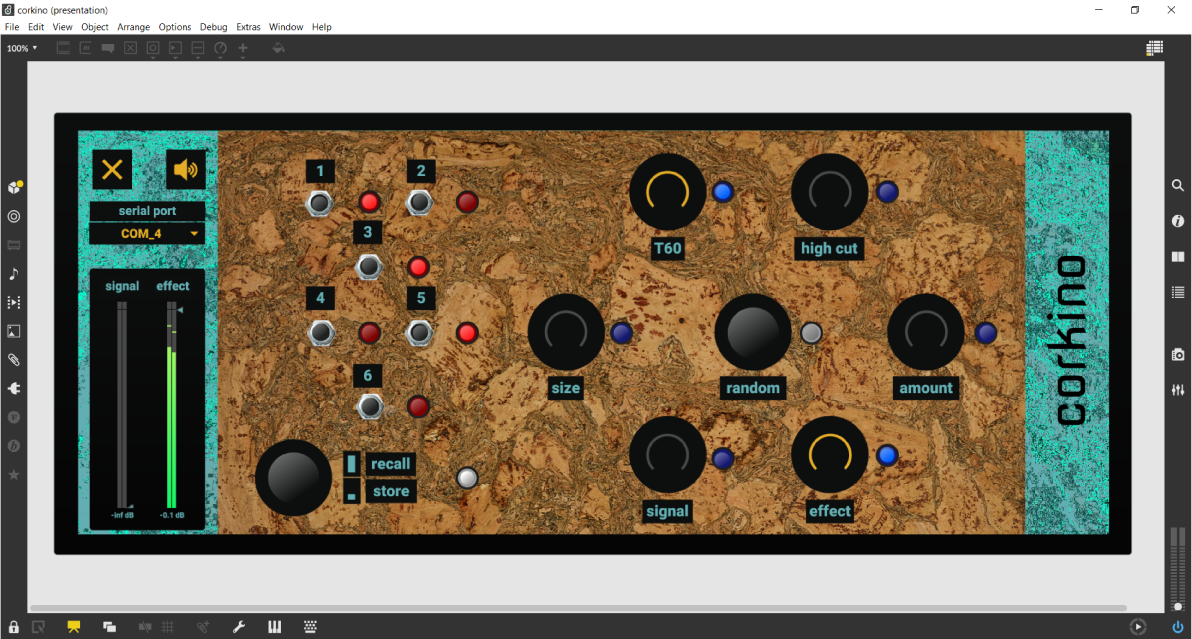 corkino (presentation)
File Edit View Object Arrange Options Debug Extras Window Help
100%
1
2
serial port
COM_4
3
T60
high cut
signal effect
4
5
corkino
6
size
random
amount
recall
store
signal
effect
-inf dB -0.1 dB